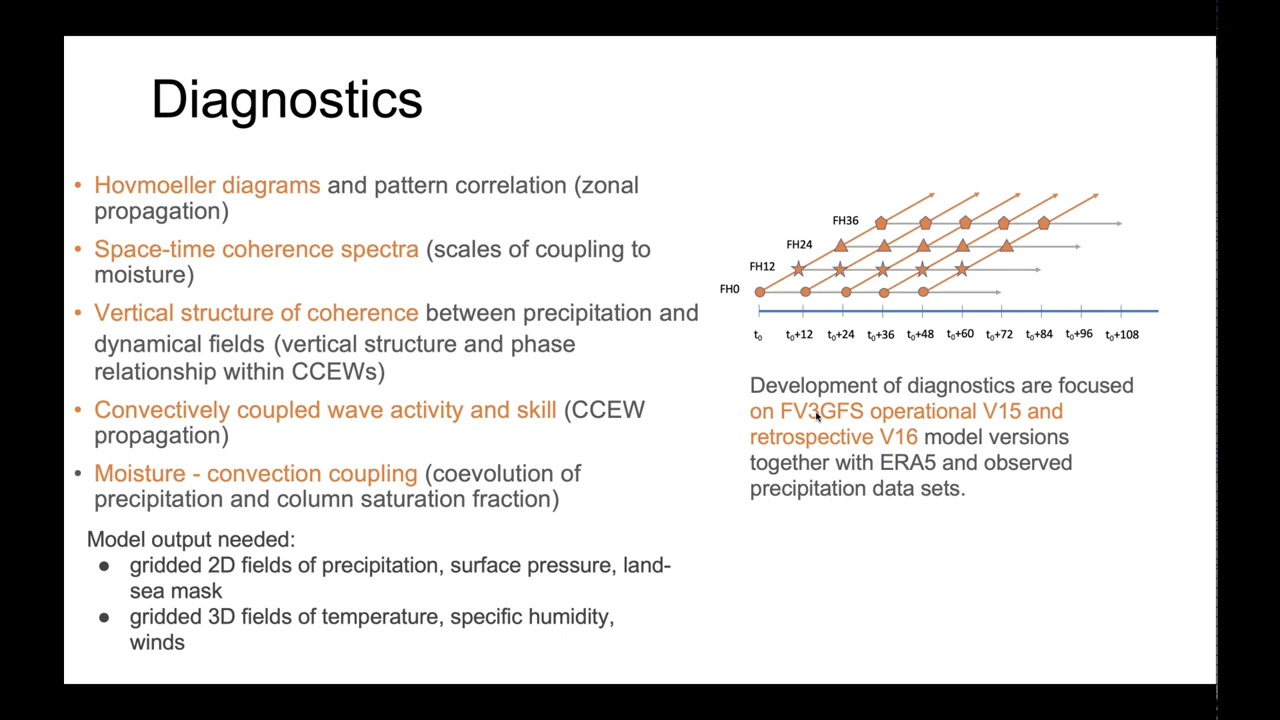 Diagnostics
• Hovmoeller diagrams and pattern correlation (zonal
propagation)
• Space-time coherence spectra (scales of coupling to
moisture)
• Vertical structure of coherence between precipitation and
dynamical fields (vertical structure and phase
relationship within CCEWs)
• Convectively coupled wave activity and skill (CCEW
propagation)
• Moisture - convection coupling (coevolution of
precipitation and column saturation fraction)
Model output needed:
● gridded 2D fields of precipitation, surface pressure, land-
sea mask
● gridded 3D fields of temperature, specific humidity,
winds
FH36
FH24
FH12
FH0
t₀ t₀+12 t₀+24 t₀+36 t₀+48 t₀+60 t₀+72 t₀+84 t₀+96 t₀+108
Development of diagnostics are focused
on FV3GFS operational V15 and
retrospective V16 model versions
together with ERA5 and observed
precipitation data sets.